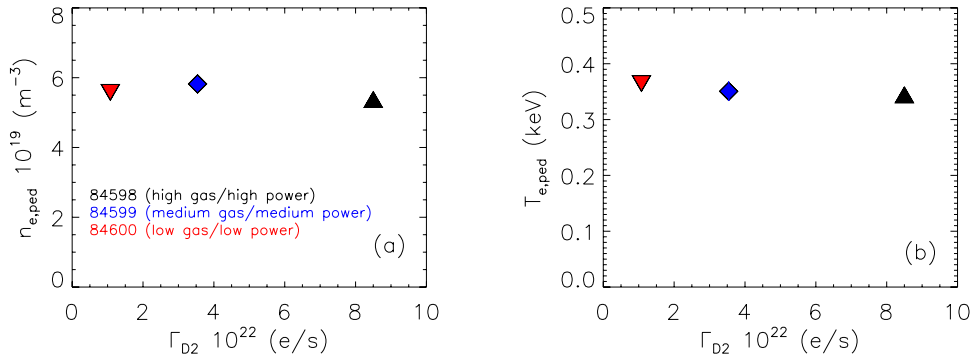 8
6
4
2
0
n_e,ped 10^19 (m^−3)
84598 (high gas/high power)
84599 (medium gas/medium power)
84600 (low gas/low power)
(a)
0 2 4 6 8 10
Γ_D2 10^22 (e/s)
0.5
0.4
0.3
0.2
0.1
0.0
T_e,ped (keV)
(b)
0 2 4 6 8 10
Γ_D2 10^22 (e/s)